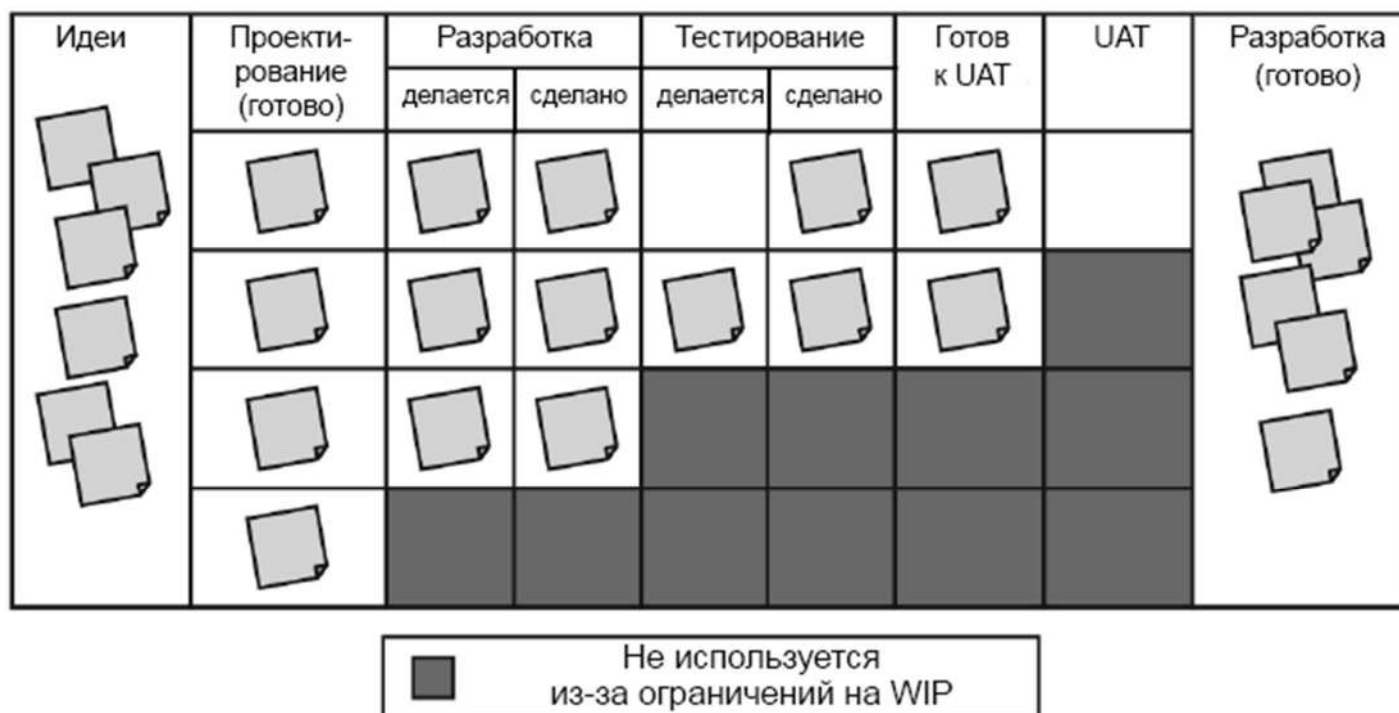 Идеи
Проекти-
рование
(готово)
Разработка
делается
сделано
Тестирование
делается
сделано
Готов
к UAT
UAT
Разработка
(готово)
Не используется
из-за ограничений на WIP